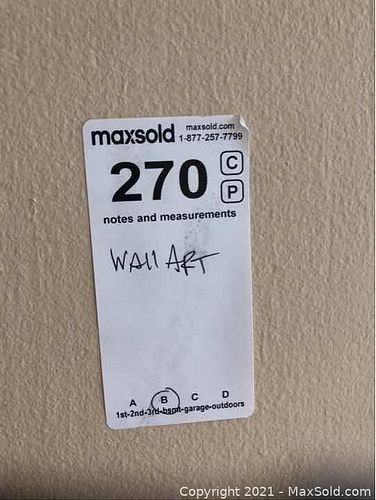 maxsold maxsold.com
1-877-257-7799
270 C
P
notes and measurements
WAll ART
A B C D
1st-2nd-3rd-bsmt-garage-outdoors
Copyright 2021 - MaxSold.com